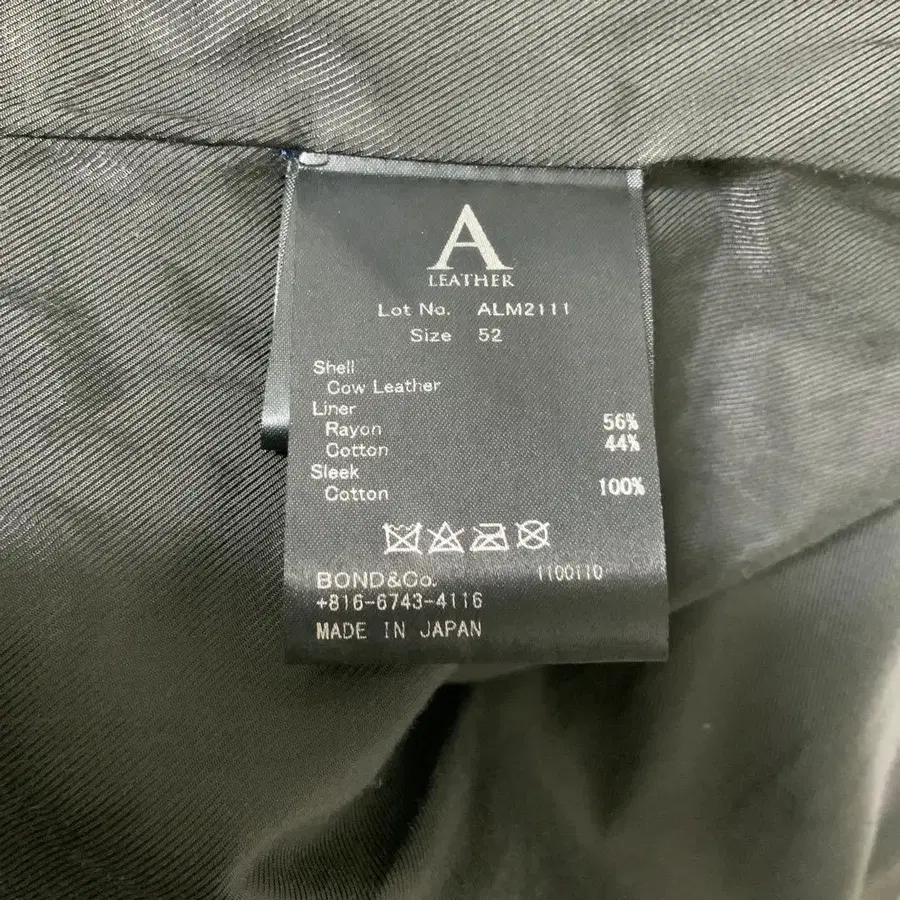 A
LEATHER
Lot No. ALM2111
Size 52
Shell
Cow Leather
Liner
Rayon 56%
Cotton 44%
Sleek
Cotton 100%
BOND&Co. 1100110
+816-6743-4116
MADE IN JAPAN